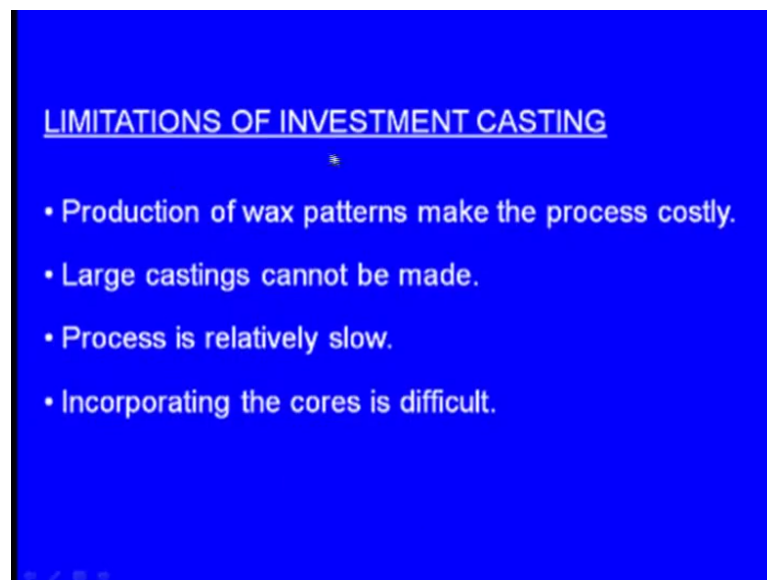 LIMITATIONS OF INVESTMENT CASTING
• Production of wax patterns make the process costly.
• Large castings cannot be made.
• Process is relatively slow.
• Incorporating the cores is difficult.